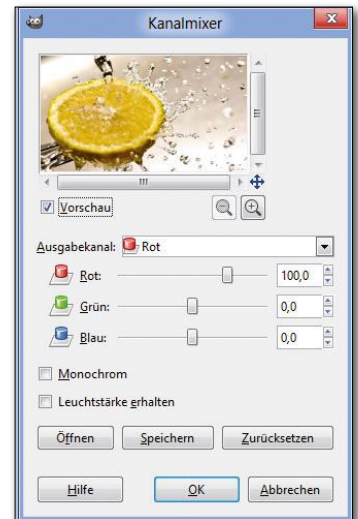 Kanalmixer
Vorschau
Ausgabekanal: Rot
Rot: 100,0
Grün: 0,0
Blau: 0,0
Monochrom
Leuchtstärke erhalten
Öffnen Speichern Zurücksetzen
Hilfe OK Abbrechen